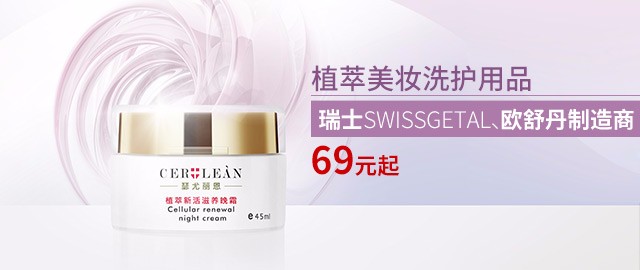 植萃美妆洗护用品
瑞士SWISSGETAL、欧舒丹制造商
69元起
CERLEÀN
瑟尤丽恩
植萃新活滋养晚霜
Cellular renewal
night cream
e45ml